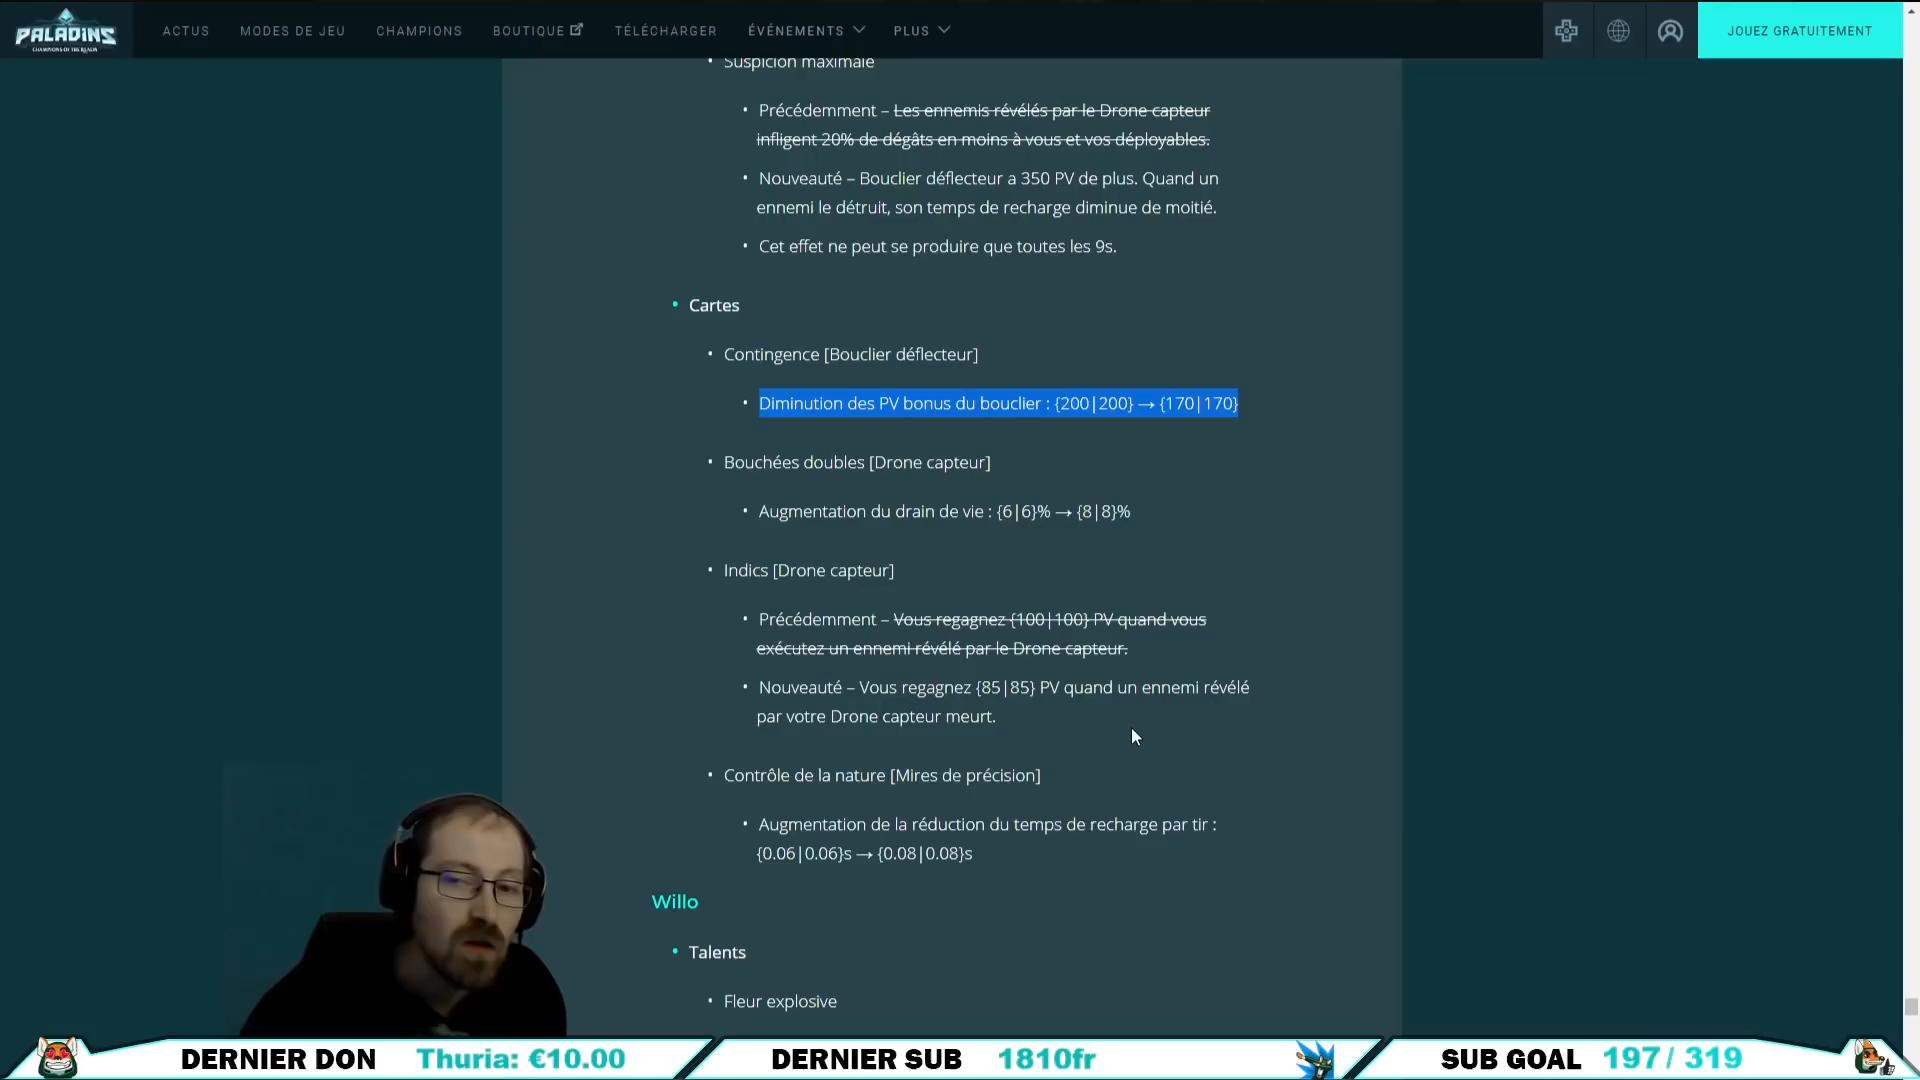 PALADINS
CHAMPIONS OF THE REALM
ACTUS
MODES DE JEU
CHAMPIONS
BOUTIQUE
TÉLÉCHARGER
ÉVÉNEMENTS
PLUS
JOUEZ GRATUITEMENT
• Suspicion maximale
• Précédemment – Les ennemis révélés par le Drone capteur
infligent 20% de dégâts en moins à vous et vos déployables.
• Nouveauté – Bouclier déflecteur a 350 PV de plus. Quand un
ennemi le détruit, son temps de recharge diminue de moitié.
• Cet effet ne peut se produire que toutes les 9s.
• Cartes
• Contingence [Bouclier déflecteur]
• Diminution des PV bonus du bouclier : {200|200} → {170|170}
• Bouchées doubles [Drone capteur]
• Augmentation du drain de vie : {6|6}% → {8|8}%
• Indics [Drone capteur]
• Précédemment – Vous regagnez {100|100} PV quand vous
exécutez un ennemi révélé par le Drone capteur.
• Nouveauté – Vous regagnez {85|85} PV quand un ennemi révélé
par votre Drone capteur meurt.
• Contrôle de la nature [Mires de précision]
• Augmentation de la réduction du temps de recharge par tir :
{0.06|0.06}s → {0.08|0.08}s
Willo
• Talents
• Fleur explosive
DERNIER DON Thuria: €10.00
DERNIER SUB 1810fr
SUB GOAL 197 / 319